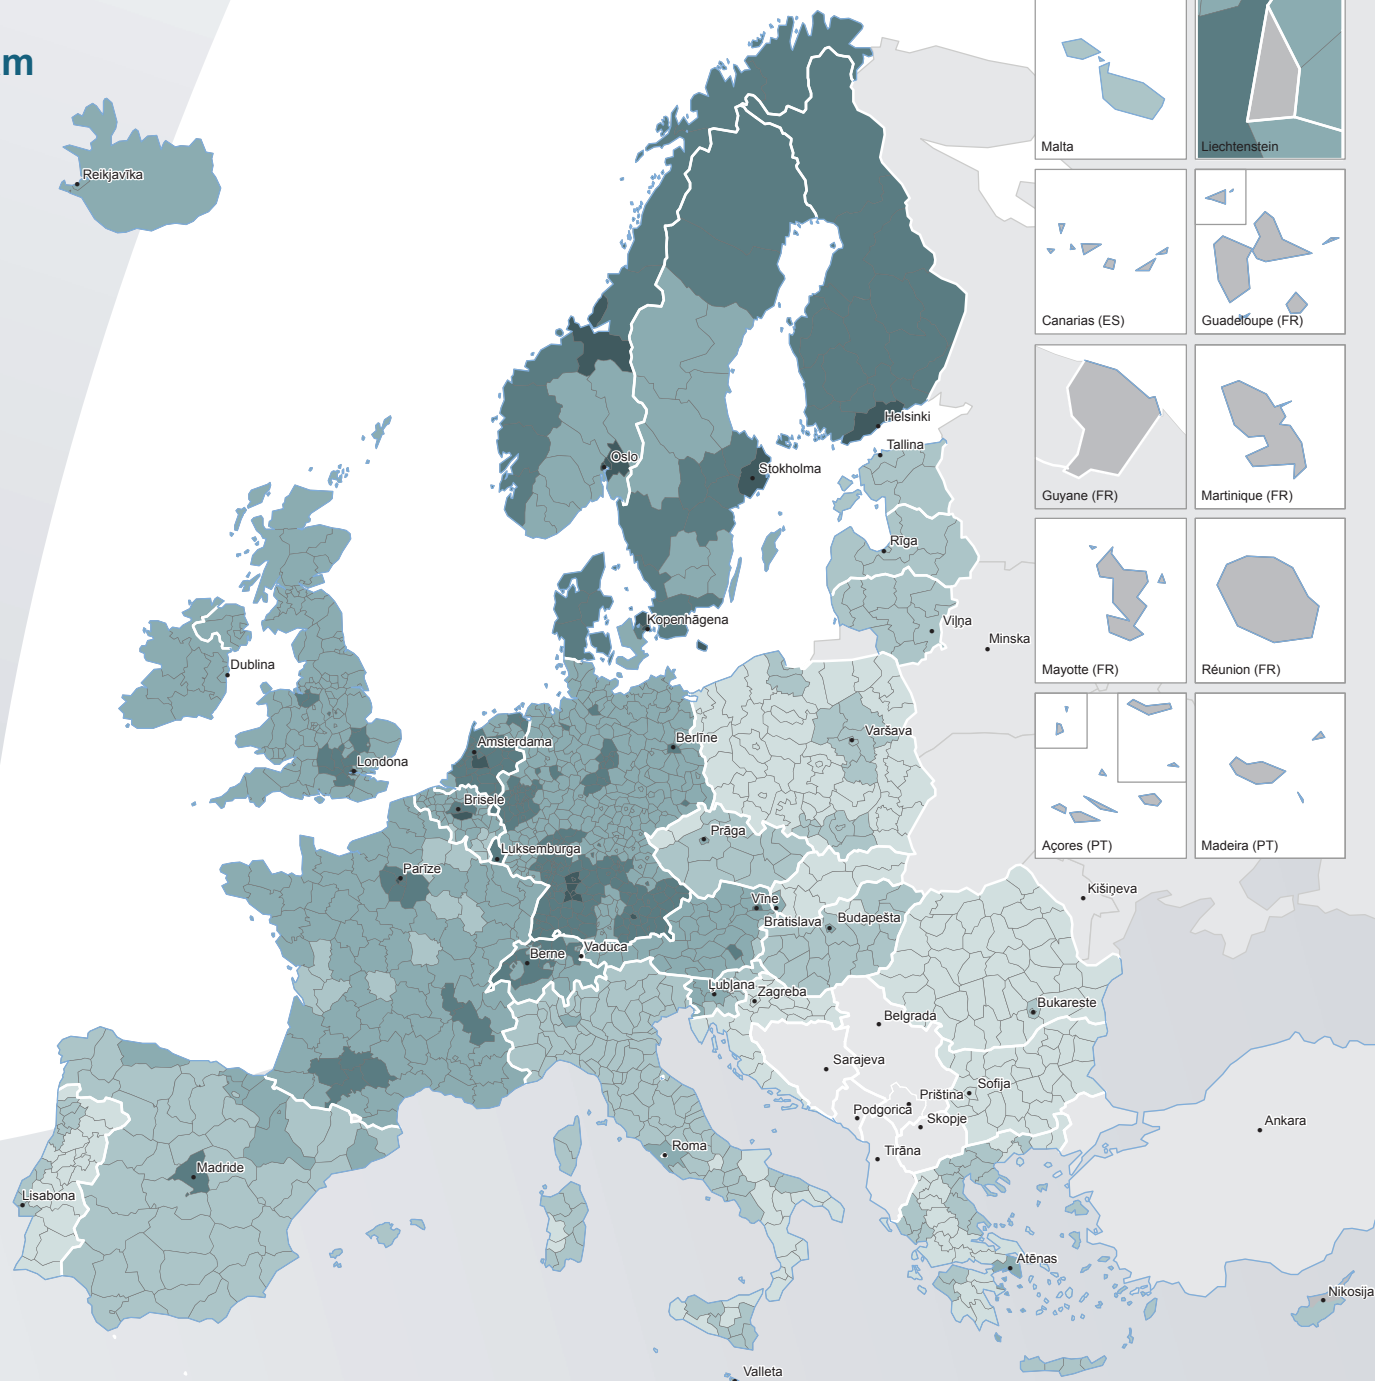 m
Malta
Liechtenstein
Reikjavīka
Canarias (ES)
Guadeloupe (FR)
Helsinki
Tallina
Oslo
Stokholma
Guyane (FR)
Martinique (FR)
Rīga
Kopenhāgena
Viļņa
Minska
Dublina
Mayotte (FR)
Réunion (FR)
Amsterdama
Berlīne
Varšava
Londona
Brisele
Prāga
Luksemburga
Açores (PT)
Madeira (PT)
Parīze
Kišiņeva
Vīne
Bratislava
Budapešta
Berne
Vaduca
Ļubļana
Zagreba
Bukareste
Belgrada
Sarajeva
Sofija
Priština
Podgorica
Skopje
Ankara
Roma
Tirāna
Madride
Lisabona
Atēnas
Nikosija
Valleta